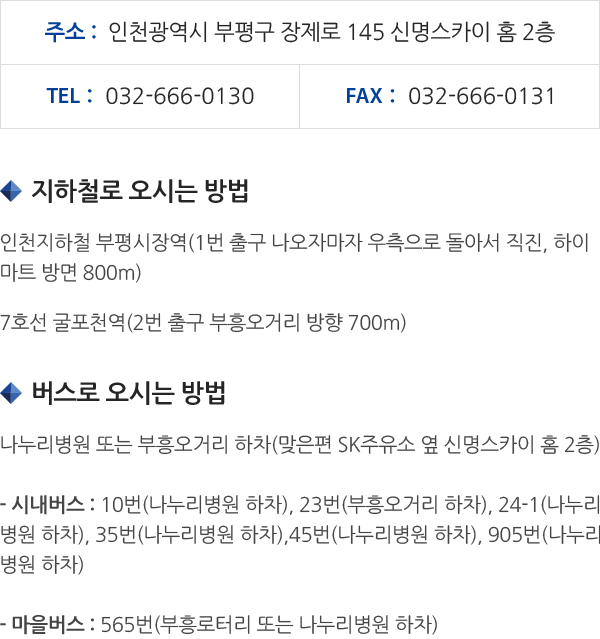 주소 : 인천광역시 부평구 장제로 145 신명스카이 홈 2층
TEL : 032-666-0130
FAX : 032-666-0131
지하철로 오시는 방법
인천지하철 부평시장역(1번 출구 나오자마자 우측으로 돌아서 직진, 하이
마트 방면 800m)
7호선 굴포천역(2번 출구 부흥오거리 방향 700m)
버스로 오시는 방법
나누리병원 또는 부흥오거리 하차(맞은편 SK주유소 옆 신명스카이 홈 2층)
- 시내버스 : 10번(나누리병원 하차), 23번(부흥오거리 하차), 24-1(나누리
병원 하차), 35번(나누리병원 하차),45번(나누리병원 하차), 905번(나누리
병원 하차)
- 마을버스 : 565번(부흥로터리 또는 나누리병원 하차)